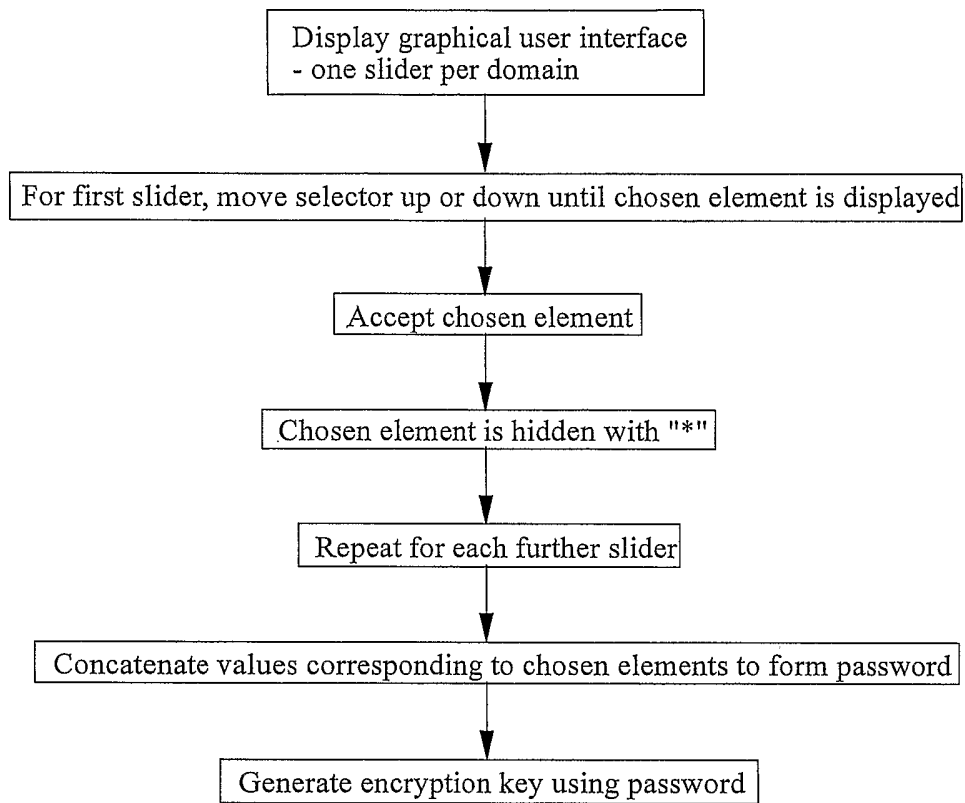 Display graphical user interface
- one slider per domain
For first slider, move selector up or down until chosen element is displayed
Accept chosen element
Chosen element is hidden with "*"
Repeat for each further slider
Concatenate values corresponding to chosen elements to form password
Generate encryption key using password